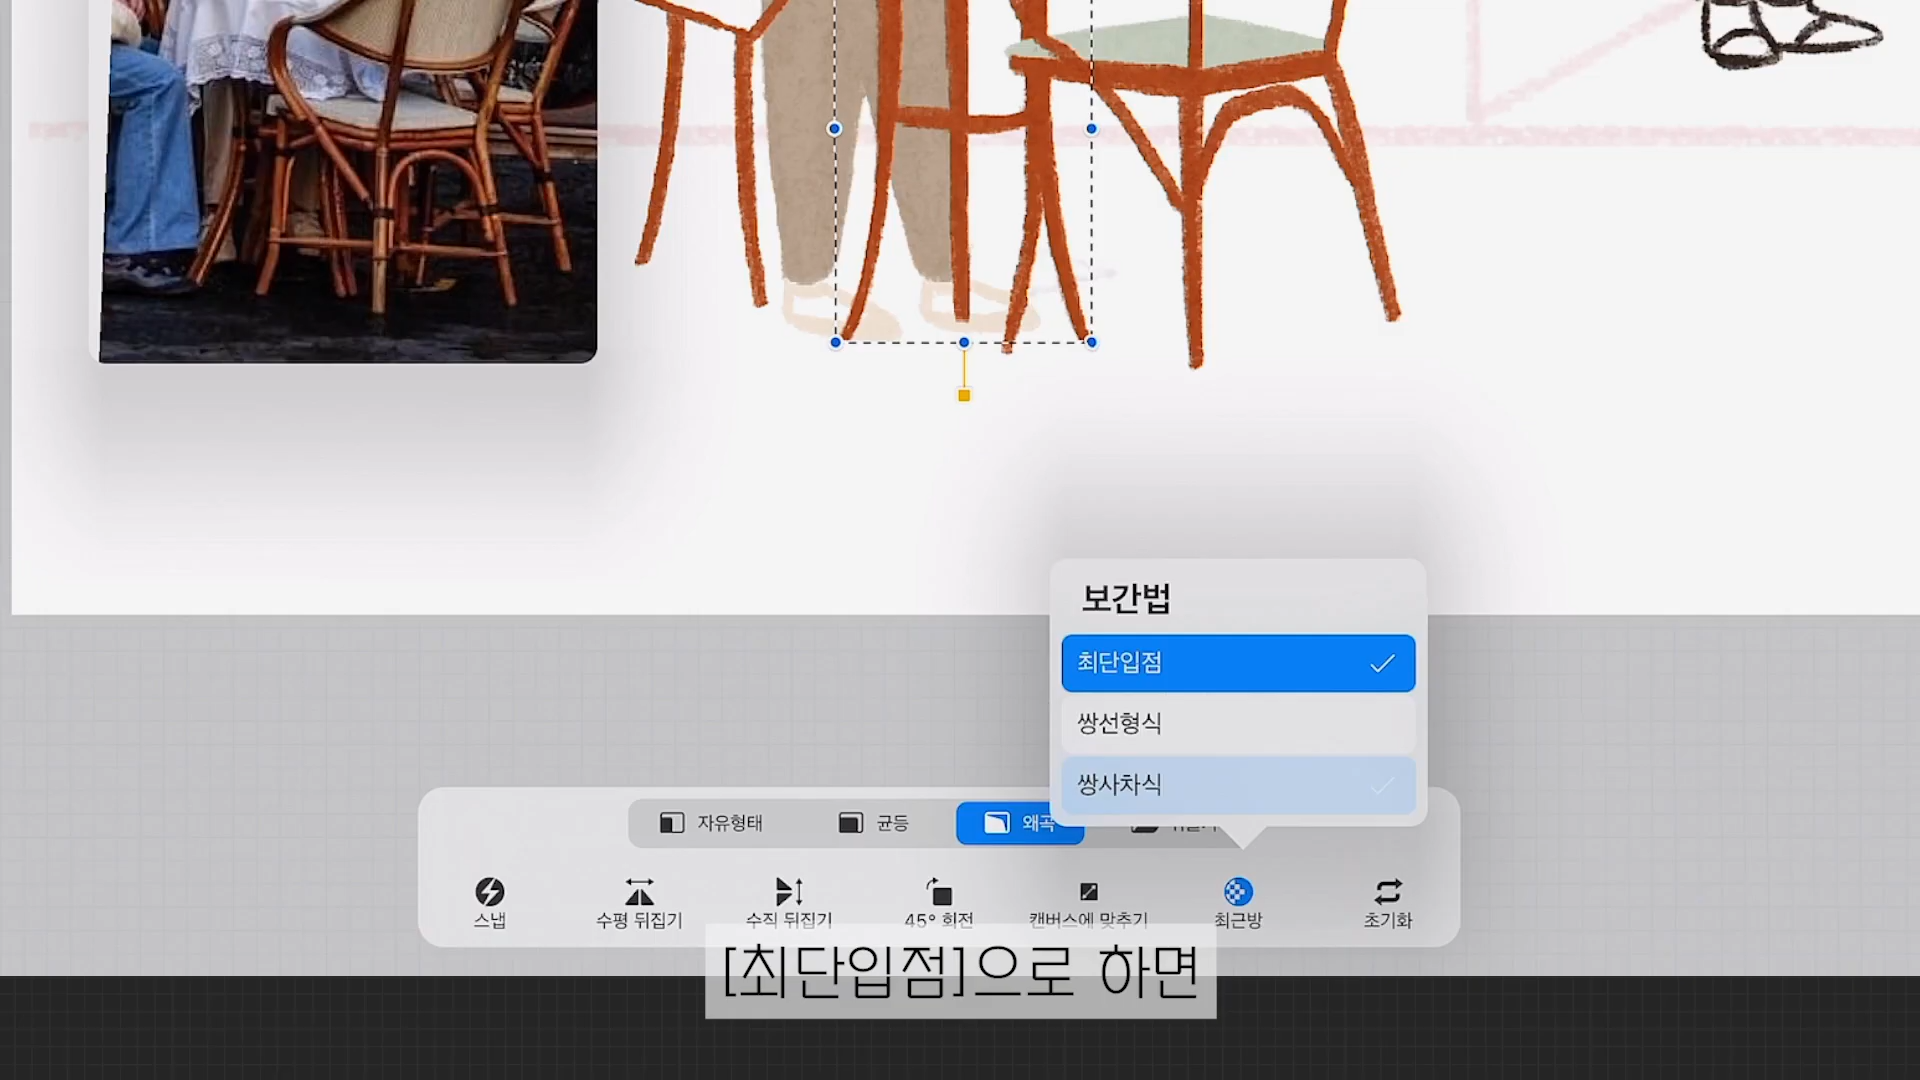 보간법
최단입점
쌍선형식
쌍사차식
자유형태
균등
왜곡
스냅
수평 뒤집기
수직 뒤집기
45° 회전
캔버스에 맞추기
최근방
초기화
[최단입점]으로 하면